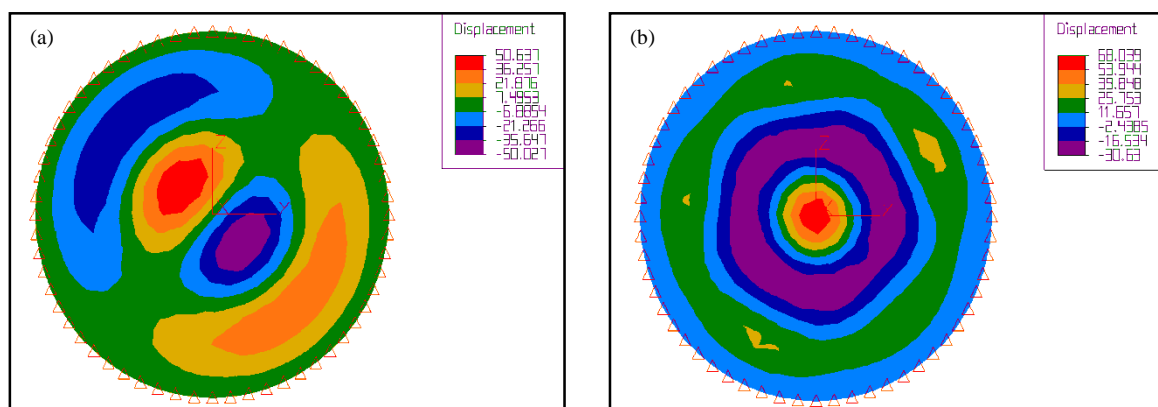 (a)
Displacement
50.637
36.257
21.876
7.4953
-6.8854
-21.266
-35.647
-50.027
Z
Y
(b)
Displacement
68.039
53.944
39.848
25.753
11.657
-2.4385
-16.534
-30.63
Z
Y